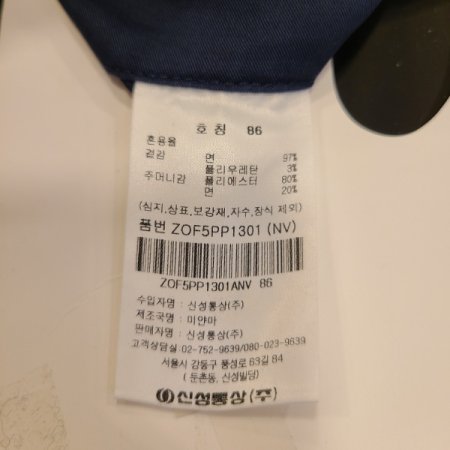 호칭 86
혼용율
겉감 면 97%
폴리우레탄 3%
주머니감 폴리에스터 80%
면 20%
(심지,상표,보강재,자수,장식 제외)
품번 ZOF5PP1301 (NV)
ZOF5PP1301ANV 86
수입자명 : 신성통상(주)
제조국명 : 미얀마
판매자명 : 신성통상(주)
고객상담실:02-752-9639/080-023-9639
서울시 강동구 풍성로 63길 84
( 둔촌동, 신성빌딩)
신성통상(주)